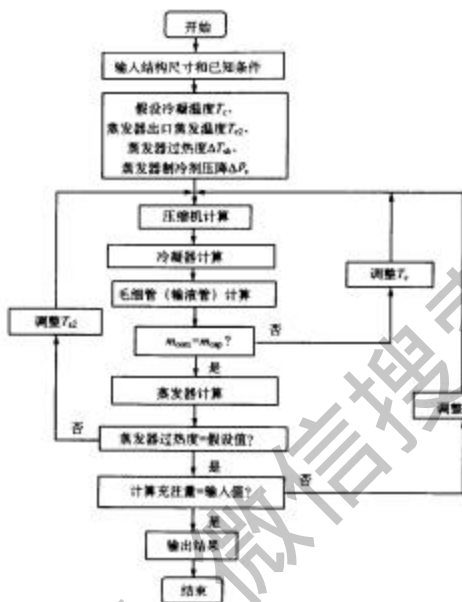 开始
输入结构尺寸和已知条件
假设冷凝温度Tc、
蒸发器出口蒸发温度Te2、
蒸发器过热度ΔTsh、
蒸发器制冷剂压降ΔPe
压缩机计算
冷凝器计算
毛细管（输液管）计算
调整Tc
调整Te2
mcom=mcap?
否
是
蒸发器计算
调整
否
蒸发器过热度=假设值?
是
计算充注量=输入值?
否
是
输出结果
结束
微信搜